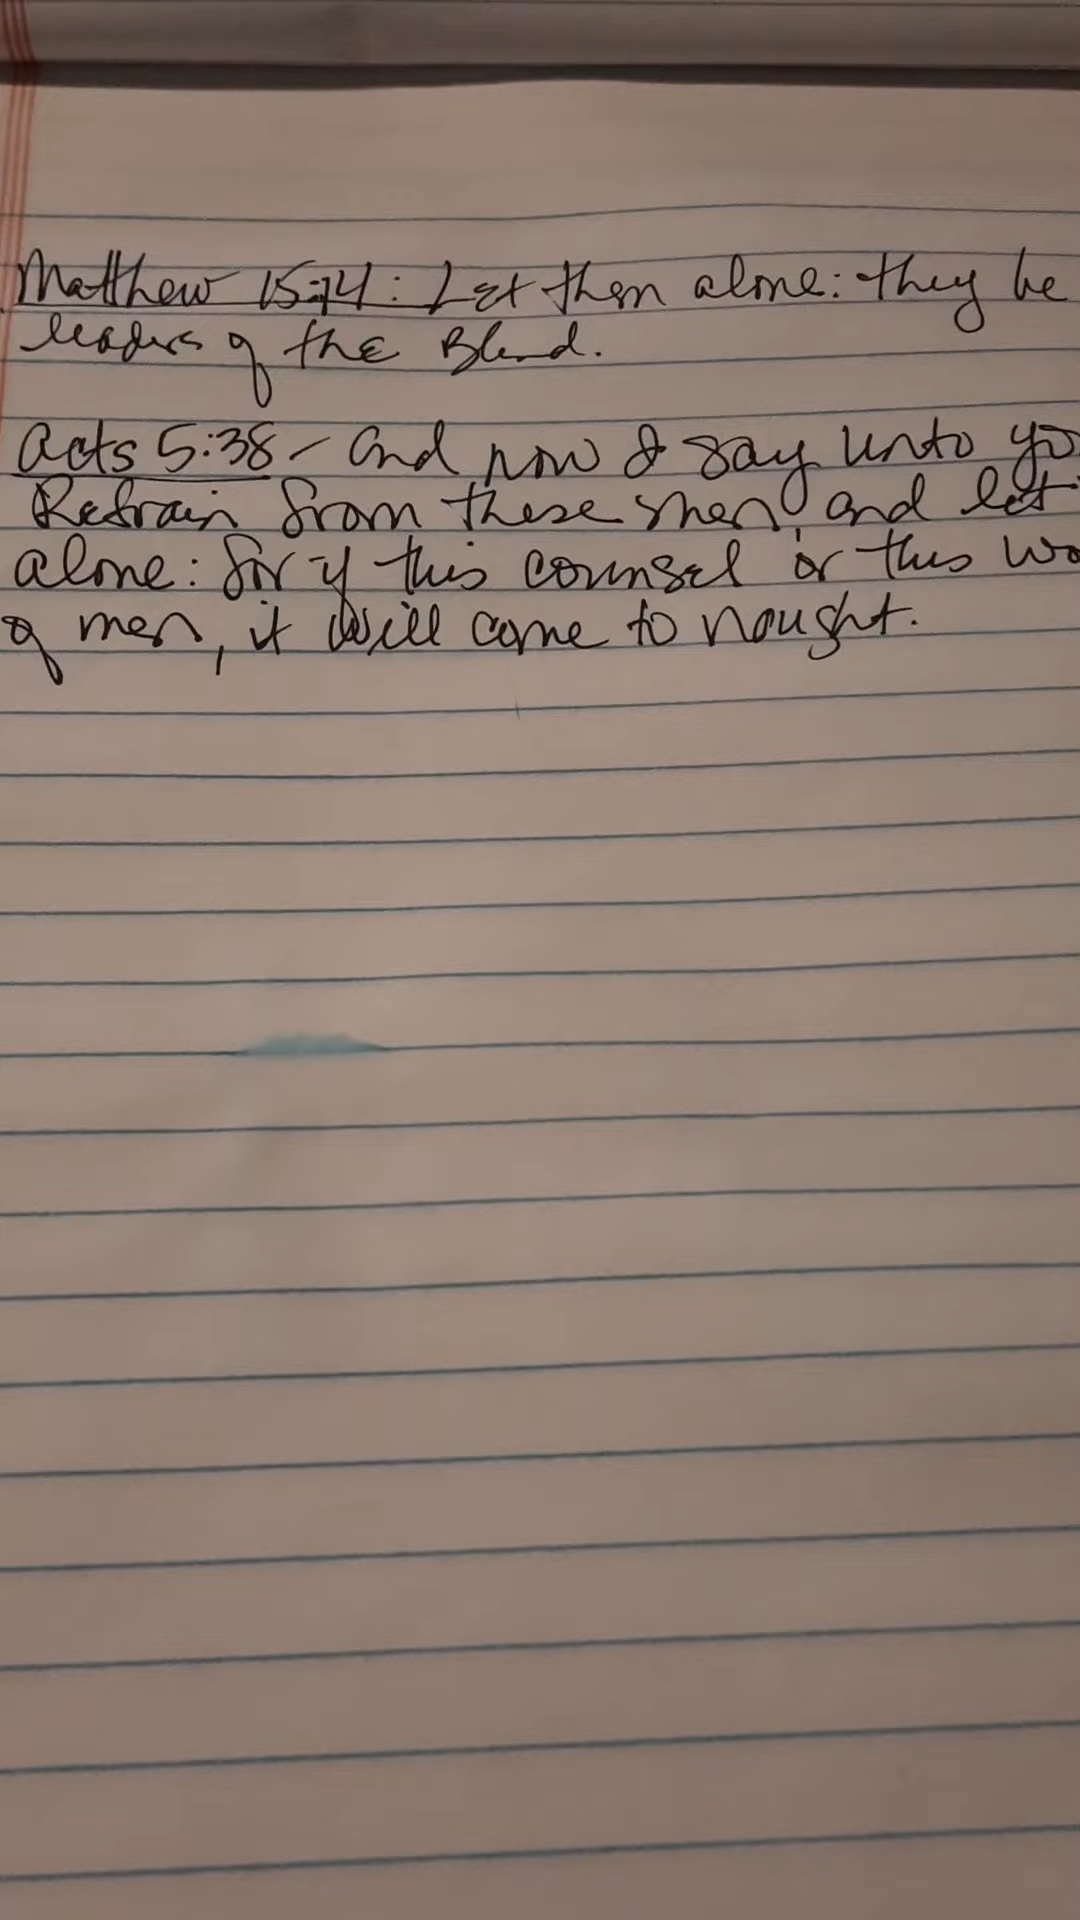 Matthew 15:14: Let them alone: they be
leaders of the Blind.
Acts 5:38 - And now I say unto yo
Refrain from these men, and let
alone: for if this counsel or this wo
of men, it will come to nought.